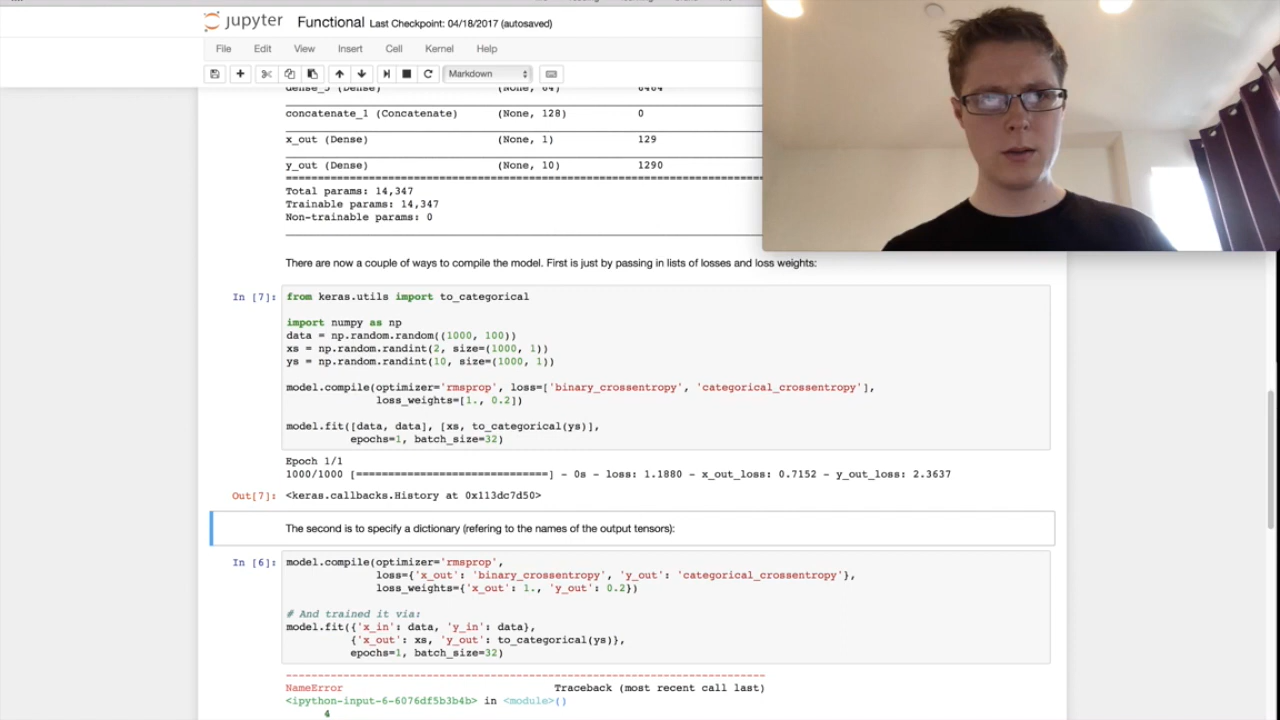 jupyter Functional Last Checkpoint: 04/18/2017 (autosaved)
File Edit View Insert Cell Kernel Help
Markdown
dense_5 (Dense) (None, 64) 6464
concatenate_1 (Concatenate) (None, 128) 0
x_out (Dense) (None, 1) 129
y_out (Dense) (None, 10) 1290
Total params: 14,347
Trainable params: 14,347
Non-trainable params: 0
There are now a couple of ways to compile the model. First is just by passing in lists of losses and loss weights:
In [7]: from keras.utils import to_categorical
import numpy as np
data = np.random.random((1000, 100))
xs = np.random.randint(2, size=(1000, 1))
ys = np.random.randint(10, size=(1000, 1))
model.compile(optimizer='rmsprop', loss=['binary_crossentropy', 'categorical_crossentropy'],
loss_weights=[1., 0.2])
model.fit([data, data], [xs, to_categorical(ys)],
epochs=1, batch_size=32)
Epoch 1/1
1000/1000 [==============================] - 0s - loss: 1.1880 - x_out_loss: 0.7152 - y_out_loss: 2.3637
Out[7]: <keras.callbacks.History at 0x113dc7d50>
The second is to specify a dictionary (refering to the names of the output tensors):
In [6]: model.compile(optimizer='rmsprop',
loss={'x_out': 'binary_crossentropy', 'y_out': 'categorical_crossentropy'},
loss_weights={'x_out': 1., 'y_out': 0.2})
# And trained it via:
model.fit({'x_in': data, 'y_in': data},
{'x_out': xs, 'y_out': to_categorical(ys)},
epochs=1, batch_size=32)
NameError Traceback (most recent call last)
<ipython-input-6-6076df5b3b4b> in <module>()
4